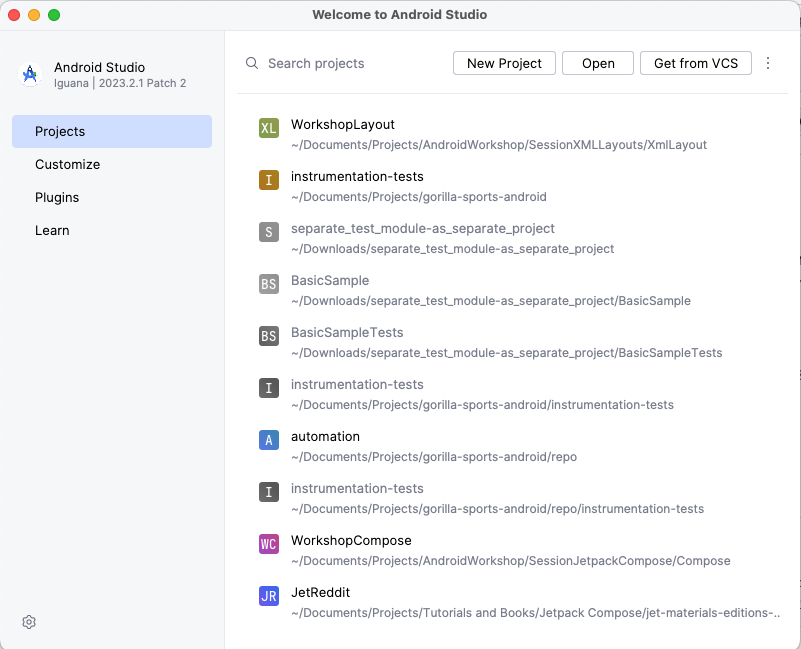 Welcome to Android Studio
Android Studio
Iguana | 2023.2.1 Patch 2
Projects
Customize
Plugins
Learn
Search projects
New Project
Open
Get from VCS
XL
WorkshopLayout
~/Documents/Projects/AndroidWorkshop/SessionXMLLayouts/XmlLayout
I
instrumentation-tests
~/Documents/Projects/gorilla-sports-android
S
separate_test_module-as_separate_project
~/Downloads/separate_test_module-as_separate_project
BS
BasicSample
~/Downloads/separate_test_module-as_separate_project/BasicSample
BS
BasicSampleTests
~/Downloads/separate_test_module-as_separate_project/BasicSampleTests
I
instrumentation-tests
~/Documents/Projects/gorilla-sports-android/instrumentation-tests
A
automation
~/Documents/Projects/gorilla-sports-android/repo
I
instrumentation-tests
~/Documents/Projects/gorilla-sports-android/repo/instrumentation-tests
WC
WorkshopCompose
~/Documents/Projects/AndroidWorkshop/SessionJetpackCompose/Compose
JR
JetReddit
~/Documents/Projects/Tutorials and Books/Jetpack Compose/jet-materials-editions-..